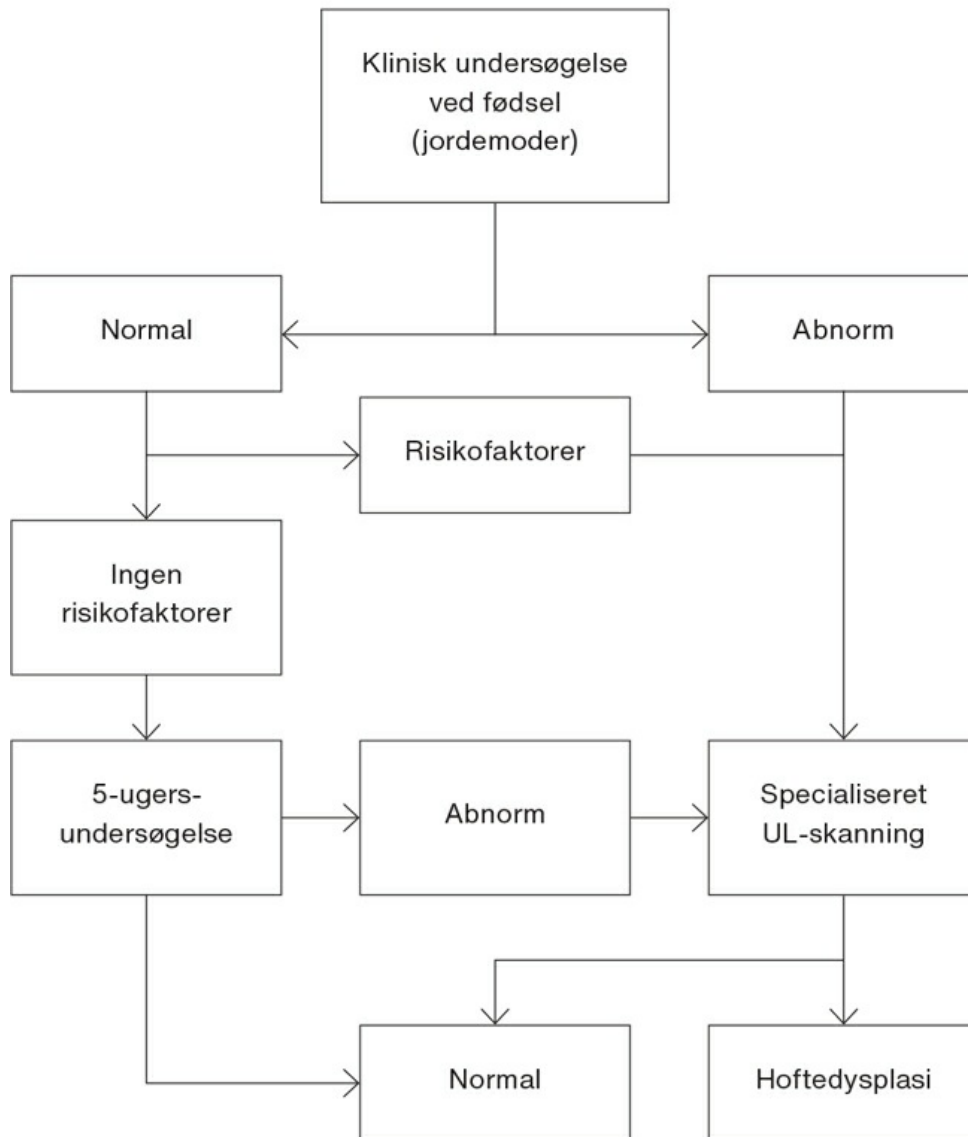 Klinisk undersøgelse
ved fødsel
(jordemoder)
Normal
Abnorm
Risikofaktorer
Ingen
risikofaktorer
5-ugers-
undersøgelse
Abnorm
Specialiseret
UL-skanning
Normal
Hoftedysplasi